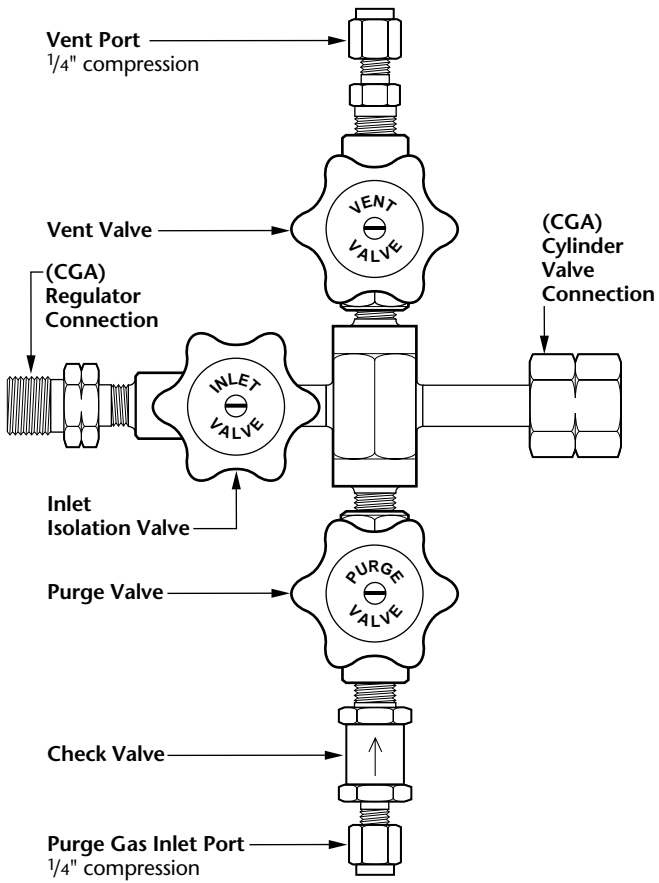 Vent Port
1/4" compression
VENT
VALVE
Vent Valve
(CGA)
Cylinder
Valve
Connection
(CGA)
Regulator
Connection
INLET
VALVE
Inlet
Isolation Valve
PURGE
VALVE
Purge Valve
Check Valve
Purge Gas Inlet Port
1/4" compression